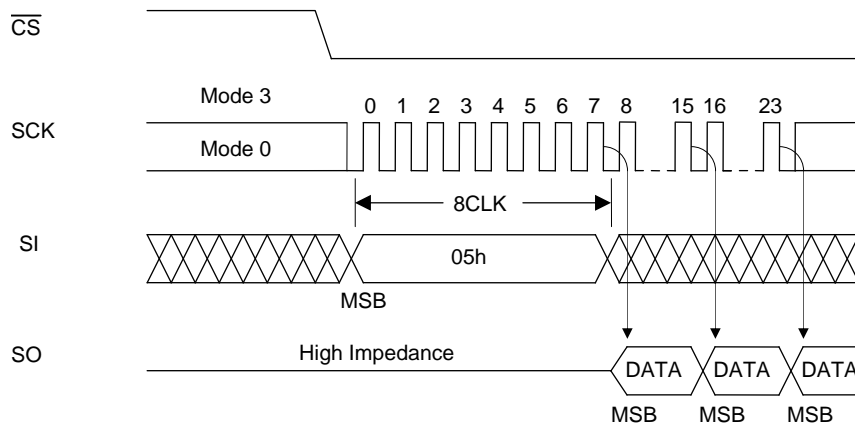 CS
Mode 3
0 1 2 3 4 5 6 7 8 15 16 23
SCK
Mode 0
8CLK
SI
05h
MSB
SO
High Impedance
DATA DATA DATA
MSB MSB MSB